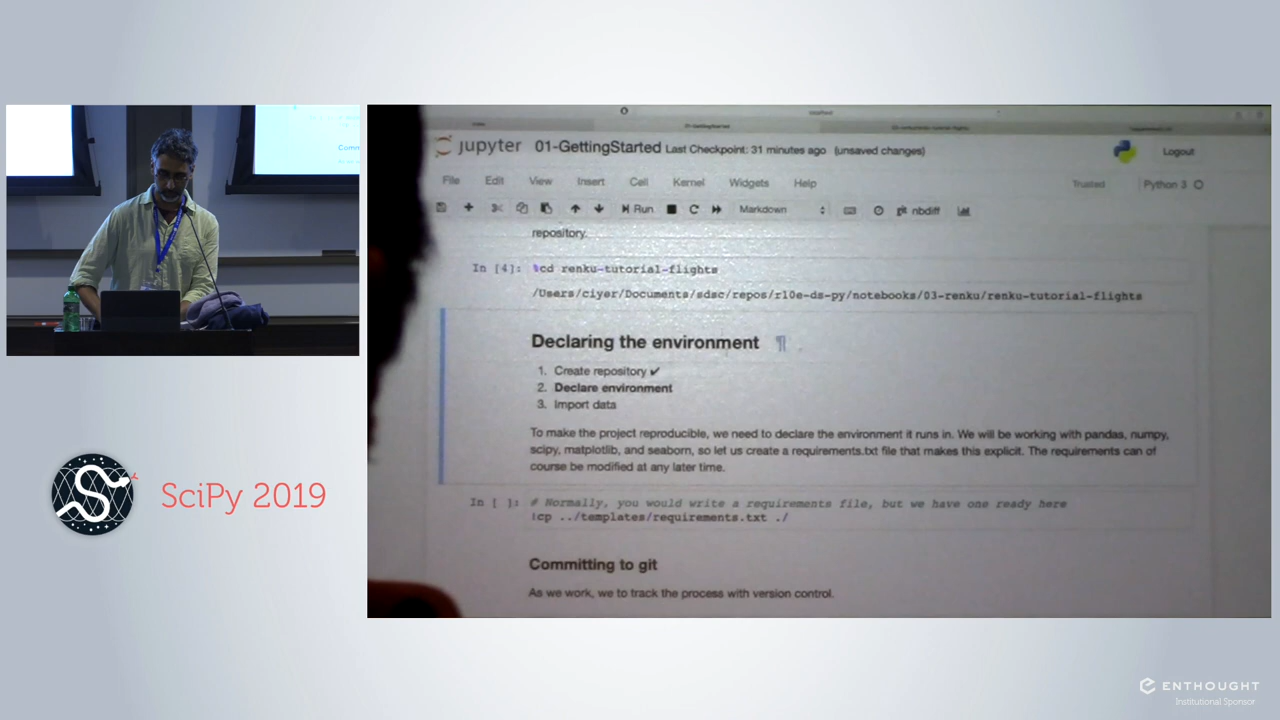 Comm
jupyter 01-GettingStarted Last Checkpoint: 31 minutes ago (unsaved changes)
Logout
File Edit View Insert Cell Kernel Widgets Help
Trusted Python 3
Run Markdown nbdiff
repository.
In [4]: %cd renku-tutorial-flights
/Users/ciyer/Documents/sdsc/repos/r10e-ds-py/notebooks/03-renku/renku-tutorial-flights
Declaring the environment ¶
1. Create repository ✔
2. Declare environment
3. Import data
To make the project reproducible, we need to declare the environment it runs in. We will be working with pandas, numpy,
scipy, matplotlib, and seaborn, so let us create a requirements.txt file that makes this explicit. The requirements can of
course be modified at any later time.
In [ ]: # Normally, you would write a requirements file, but we have one ready here
!cp ../templates/requirements.txt ./
Committing to git
As we work, we to track the process with version control.
S
SciPy 2019
ENTHOUGHT
Institutional Sponsor